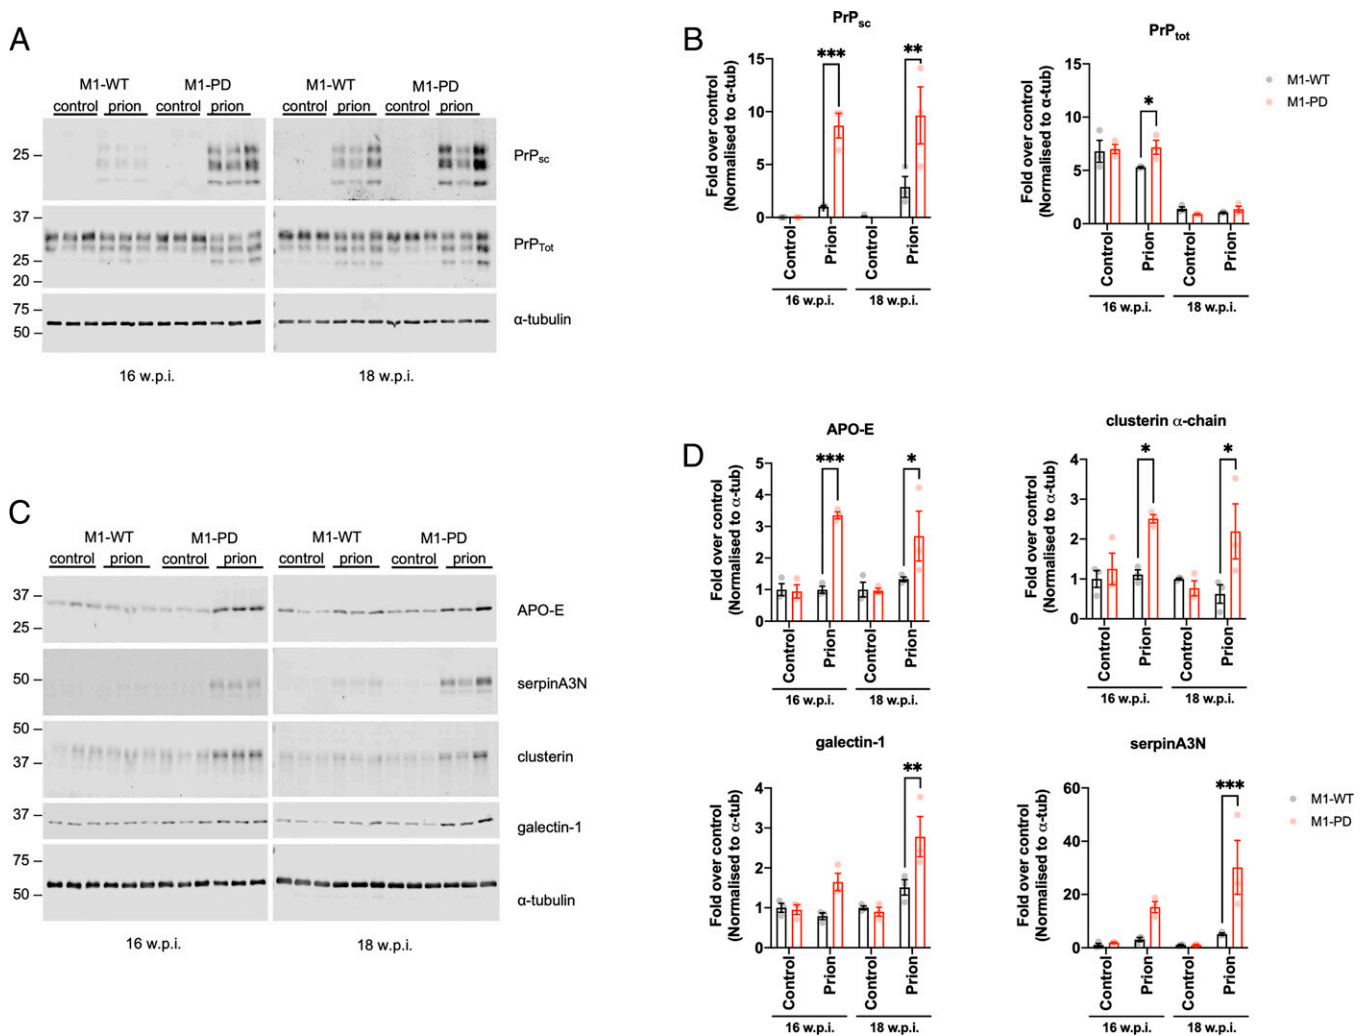 A
M1-WT M1-PD
control prion control prion
M1-WT M1-PD
control prion control prion
25
PrPsc
37
25
20
PrPTot
75
50
α-tubulin
16 w.p.i.
18 w.p.i.
B
PrPsc
Fold over control
(Normalised to α-tub)
15
10
5
0
***
**
Control
Prion
Control
Prion
16 w.p.i.
18 w.p.i.
PrPtot
Fold over control
(Normalised to α-tub)
15
10
5
0
*
Control
Prion
Control
Prion
16 w.p.i.
18 w.p.i.
M1-WT
M1-PD
C
M1-WT M1-PD
control prion control prion
M1-WT M1-PD
control prion control prion
37
25
APO-E
50
serpinA3N
50
37
clusterin
37
galectin-1
75
50
α-tubulin
16 w.p.i.
18 w.p.i.
D
APO-E
Fold over control
(Normalised to α-tub)
5
4
3
2
1
0
***
*
Control
Prion
Control
Prion
16 w.p.i.
18 w.p.i.
clusterin α-chain
Fold over control
(Normalised to α-tub)
4
3
2
1
0
*
*
Control
Prion
Control
Prion
16 w.p.i.
18 w.p.i.
galectin-1
Fold over control
(Normalised to α-tub)
4
3
2
1
0
**
Control
Prion
Control
Prion
16 w.p.i.
18 w.p.i.
serpinA3N
Fold over control
(Normalised to α-tub)
60
40
20
0
***
Control
Prion
Control
Prion
16 w.p.i.
18 w.p.i.
M1-WT
M1-PD